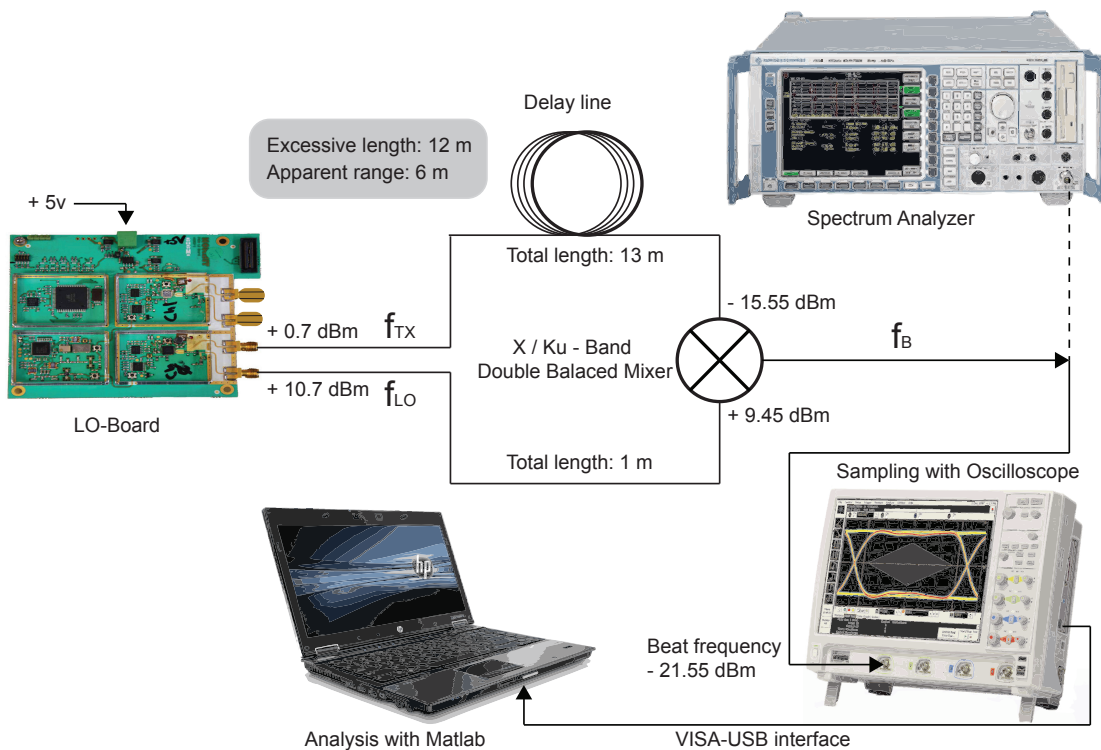 Delay line
Excessive length: 12 m
Apparent range: 6 m
+ 5v
Spectrum Analyzer
Total length: 13 m
- 15.55 dBm
+ 0.7 dBm
fTX
X / Ku - Band
Double Balaced Mixer
fB
+ 10.7 dBm
fLO
+ 9.45 dBm
LO-Board
Total length: 1 m
Sampling with Oscilloscope
hp
Beat frequency
- 21.55 dBm
Analysis with Matlab
VISA-USB interface